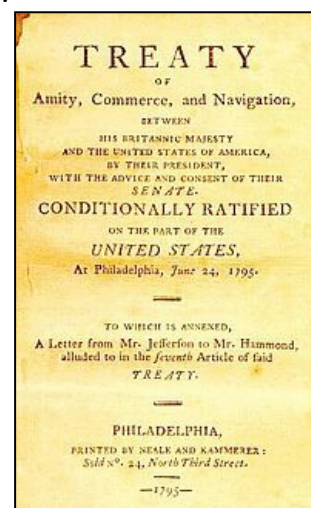 TREATY
OF
Amity, Commerce, and Navigation,
BETWEEN
HIS BRITANNIC MAJESTY
AND THE UNITED STATES OF AMERICA,
BY THEIR PRESIDENT,
WITH THE ADVICE AND CONSENT OF THEIR
SENATE.
CONDITIONALLY RATIFIED
ON THE PART OF THE
UNITED STATES,
At Philadelphia, June 24, 1795.
TO WHICH IS ANNEXED,
A Letter from Mr. Jefferson to Mr. Hammond,
alluded to in the seventh Article of said
TREATY.
PHILADELPHIA,
PRINTED BY NEALE AND KAMMERER:
Sold No. 24, North Third Street.
—1795—